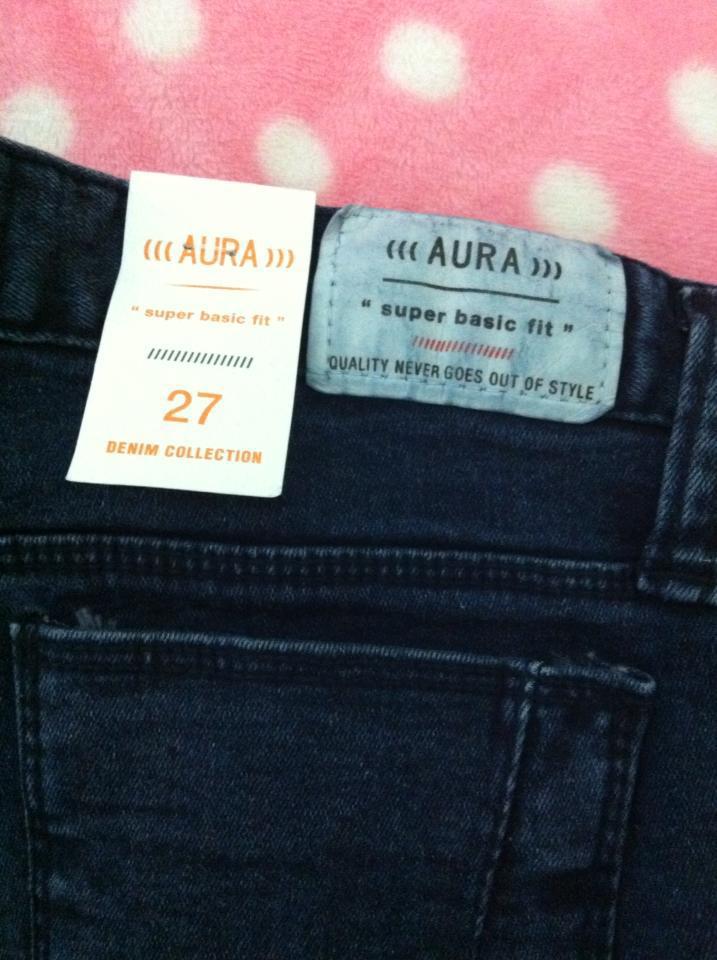 ((( AURA )))
" super basic fit "
////////////////
27
DENIM COLLECTION
((( AURA )))
" super basic fit "
////////////////
QUALITY NEVER GOES OUT OF STYLE